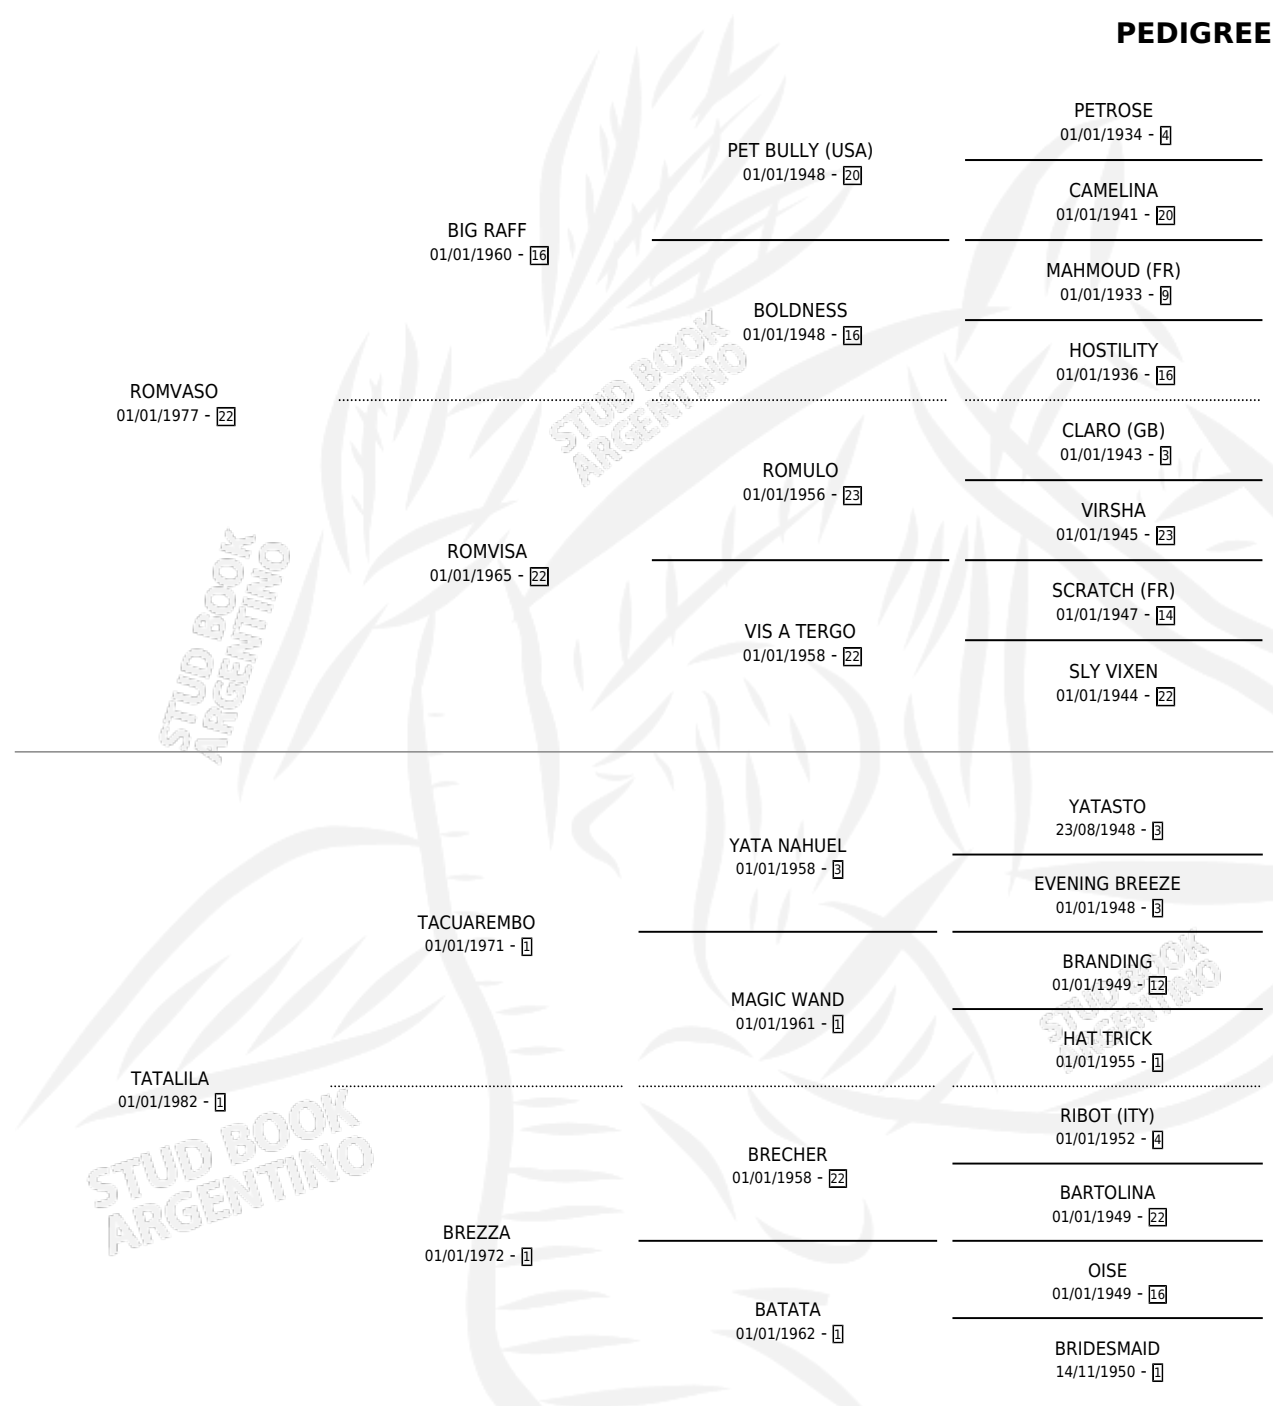 PEDIGREE
PETROSE
01/01/1934 - 4
PET BULLY (USA)
01/01/1948 - 20
CAMELINA
01/01/1941 - 20
BIG RAFF
01/01/1960 - 16
MAHMOUD (FR)
01/01/1933 - 9
BOLDNESS
01/01/1948 - 16
HOSTILITY
01/01/1936 - 16
ROMVASO
01/01/1977 - 22
STUD BOOK
ARGENTINO
CLARO (GB)
01/01/1943 - 3
ROMULO
01/01/1956 - 23
VIRSHA
01/01/1945 - 23
ROMVISA
01/01/1965 - 22
SCRATCH (FR)
01/01/1947 - 14
VIS A TERGO
01/01/1958 - 22
SLY VIXEN
01/01/1944 - 22
STUD BOOK
ARGENTINO
YATASTO
23/08/1948 - 3
YATA NAHUEL
01/01/1958 - 3
EVENING BREEZE
01/01/1948 - 3
TACUAREMBO
01/01/1971 - 1
BRANDING
01/01/1949 - 12
MAGIC WAND
01/01/1961 - 1
STUD BOOK
ARGENTINO
HAT TRICK
01/01/1955 - 1
TATALILA
01/01/1982 - 1
RIBOT (ITY)
01/01/1952 - 4
BRECHER
01/01/1958 - 22
STUD BOOK
ARGENTINO
BARTOLINA
01/01/1949 - 22
BREZZA
01/01/1972 - 1
OISE
01/01/1949 - 16
BATATA
01/01/1962 - 1
BRIDESMAID
14/11/1950 - 1